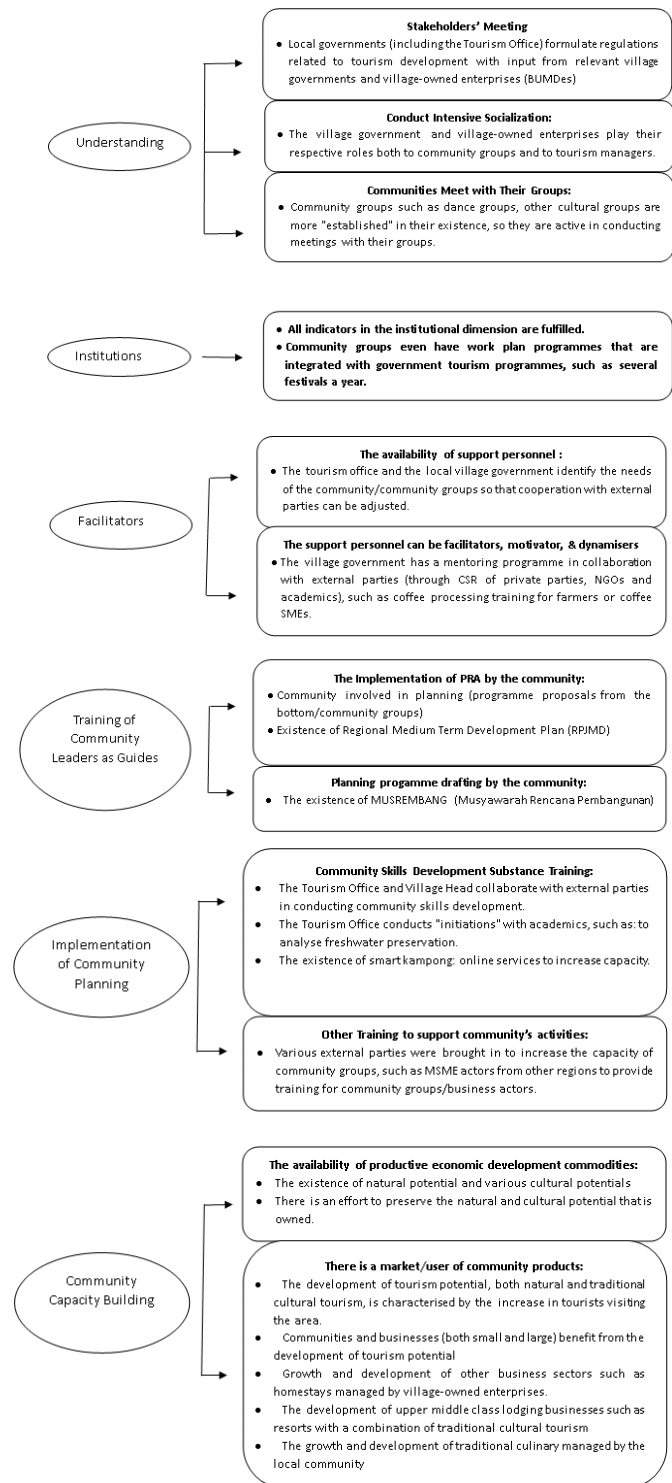 Stakeholders’ Meeting
● Local governments (including the Tourism Office) formulate regulations
related to tourism development with input from relevant village
governments and village-owned enterprises (BUMDes)
Understanding
Conduct Intensive Socialization:
● The village government and village-owned enterprises play their
respective roles both to community groups and to tourism managers.
Communities Meet with Their Groups:
● Community groups such as dance groups, other cultural groups are
more "established" in their existence, so they are active in conducting
meetings with their groups.
Institutions
● All indicators in the institutional dimension are fulfilled.
● Community groups even have work plan programmes that are
integrated with government tourism programmes, such as several
festivals a year.
Facilitators
The availability of support personnel :
● The tourism office and the local village government identify the needs
of the community/community groups so that cooperation with external
parties can be adjusted.
The support personnel can be facilitators, motivator, & dynamisers
● The village government has a mentoring programme in collaboration
with external parties (through CSR of private parties, NGOs and
academics), such as coffee processing training for farmers or coffee
SMEs.
Training of
Community
Leaders as Guides
The Implementation of PRA by the community:
● Community involved in planning (programme proposals from the
bottom/community groups)
● Existence of Regional Medium Term Development Plan (RPJMD)
Planning progamme drafting by the community:
● The existence of MUSREMBANG (Musyawarah Rencana Pembangunan)
Implementation
of Community
Planning
Community Skills Development Substance Training:
● The Tourism Office and Village Head collaborate with external parties
in conducting community skills development.
● The Tourism Office conducts "initiations" with academics, such as: to
analyse freshwater preservation.
● The existence of smart kampong: online services to increase capacity.
Other Training to support community’s activities:
● Various external parties were brought in to increase the capacity of
community groups, such as MSME actors from other regions to provide
training for community groups/business actors.
Community
Capacity Building
The availability of productive economic development commodities:
● The existence of natural potential and various cultural potentials
● There is an effort to preserve the natural and cultural potential that is
owned.
There is a market/user of community products:
● The development of tourism potential, both natural and traditional
cultural tourism, is characterised by the increase in tourists visiting
the area.
● Communities and businesses (both small and large) benefit from the
development of tourism potential
● Growth and development of other business sectors such as
homestays managed by village-owned enterprises.
● The development of upper middle class lodging businesses such as
resorts with a combination of traditional cultural tourism
● The growth and development of traditional culinary managed by the
local community